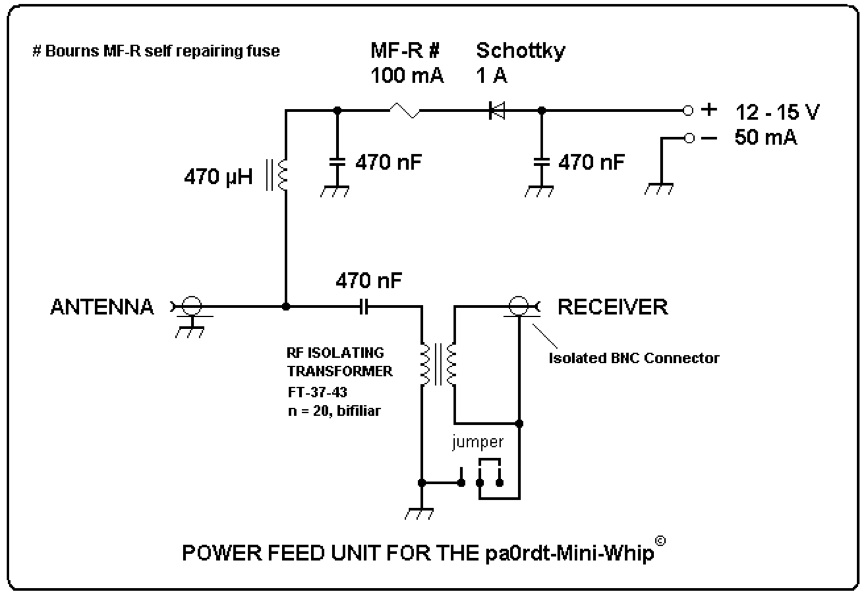 # Bourns MF-R self repairing fuse
MF-R #
100 mA
Schottky
1 A
+
12 - 15 V
−
50 mA
470 nF
470 nF
470 µH
470 nF
ANTENNA
RECEIVER
RF ISOLATING
TRANSFORMER
FT-37-43
n = 20, bifiliar
Isolated BNC Connector
jumper
POWER FEED UNIT FOR THE pa0rdt-Mini-Whip©